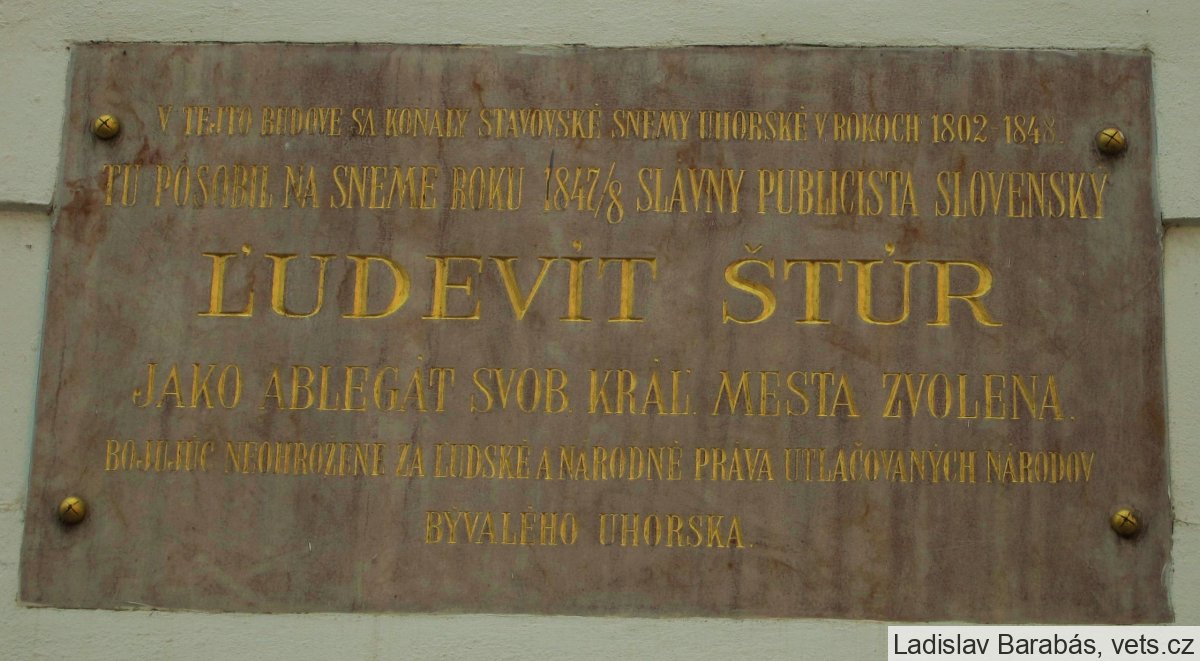 V TEJTO BUDOVE SA KONALY STAVOVSKÉ SNEMY UHORSKÉ V ROKOCH 1802 - 1848.
TU PÔSOBIL NA SNEME ROKU 1847/8 SLÁVNY PUBLICISTA SLOVENSKÝ
ĽUDEVÍT ŠTÚR
JAKO ABLEGÁT SVOB. KRÁĽ. MESTA ZVOLENA.
BOJUJÚC NEOHROZENE ZA ĽUDSKÉ A NÁRODNÉ PRÁVA UTLAČOVANÝCH NÁRODOV
BÝVALÉHO UHORSKA.
Ladislav Barabás, vets.cz